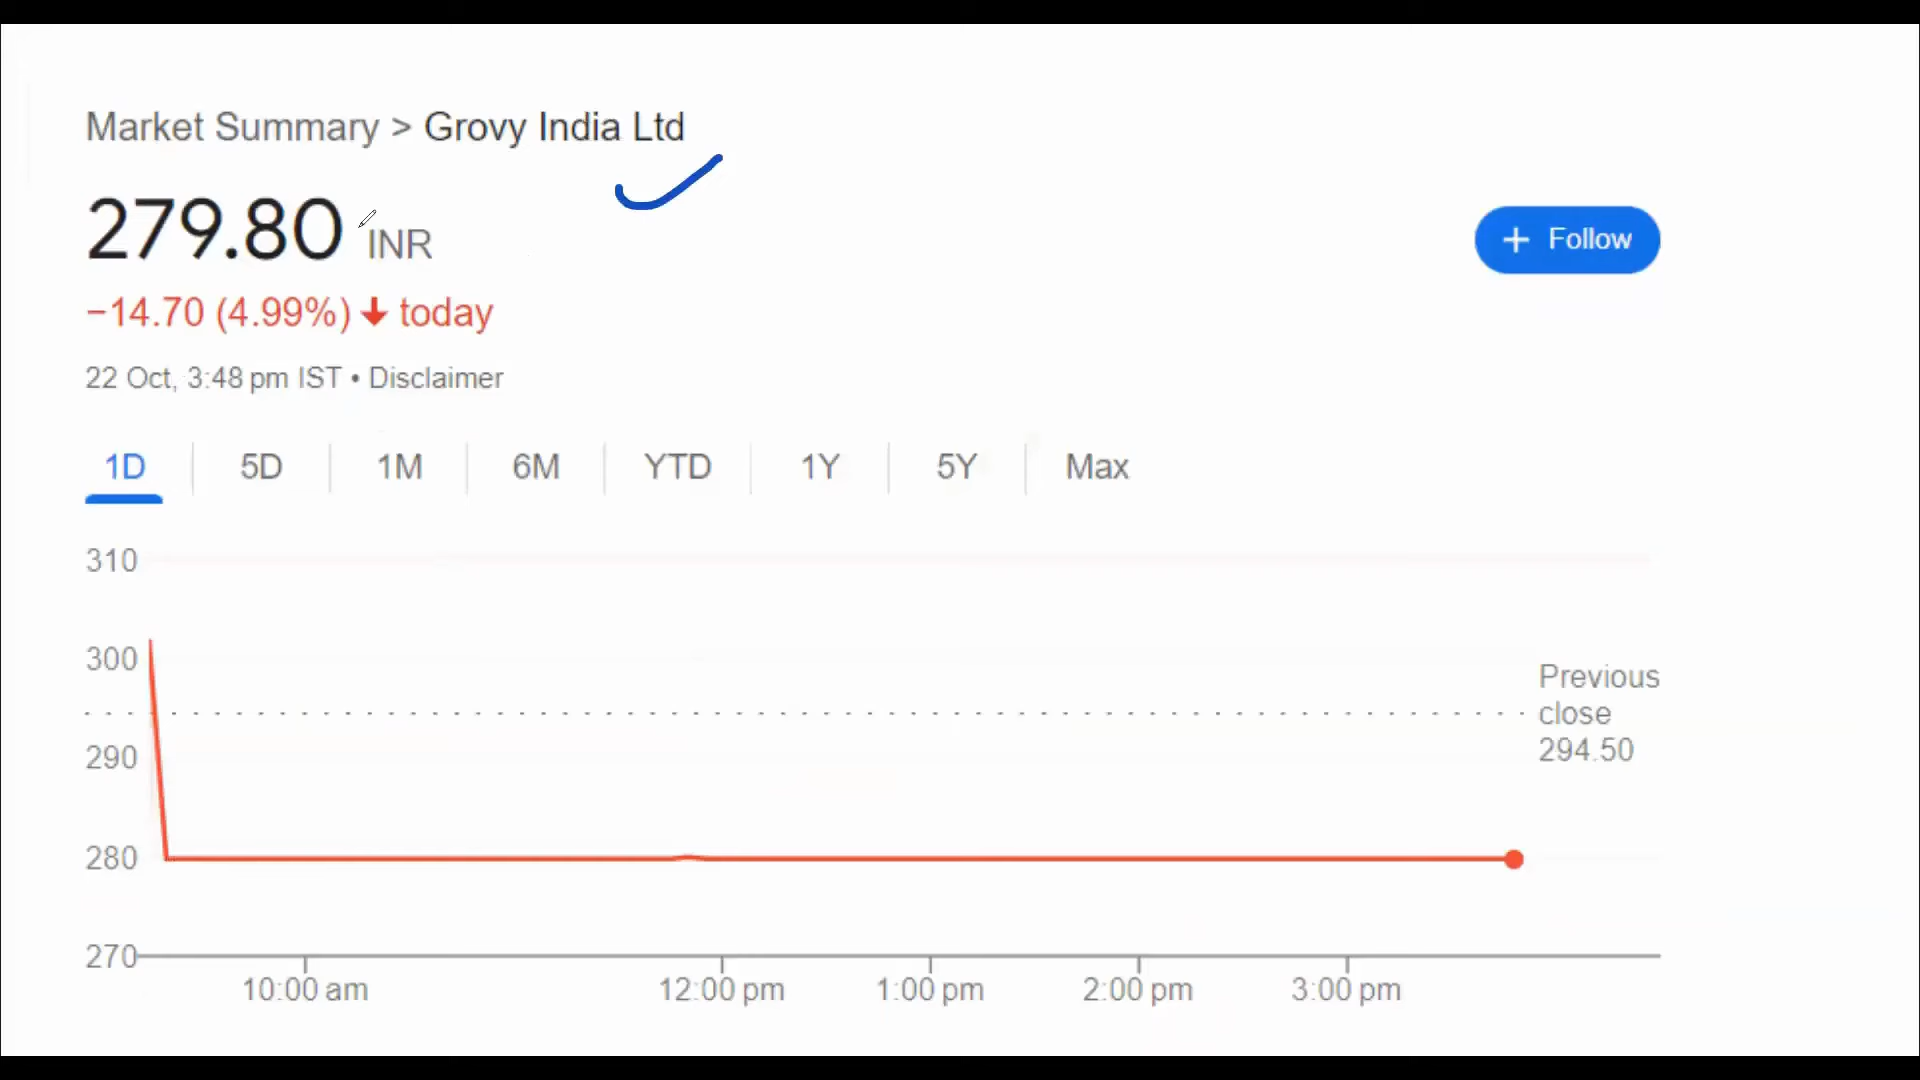 Market Summary > Grovy India Ltd
279.80 INR
+ Follow
−14.70 (4.99%) ↓ today
22 Oct, 3:48 pm IST • Disclaimer
1D 5D 1M 6M YTD 1Y 5Y Max
310
300
Previous
close
294.50
290
280
270
10:00 am 12:00 pm 1:00 pm 2:00 pm 3:00 pm